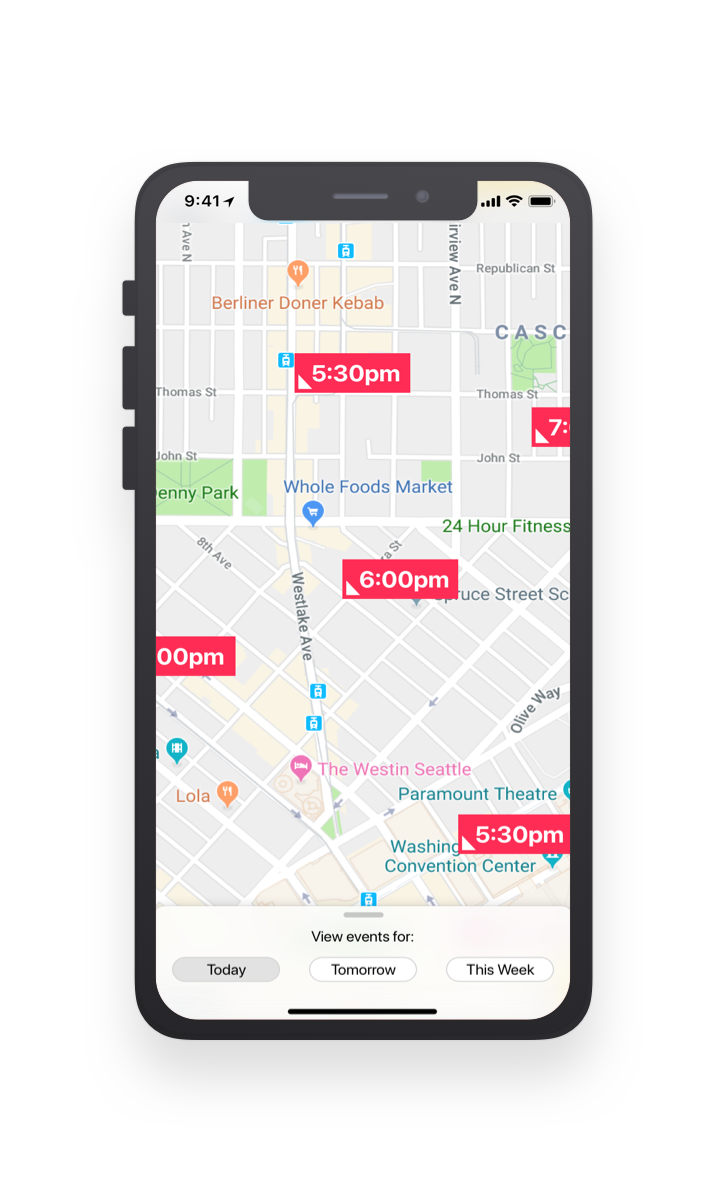 9:41
Ave N
irview Ave N
Republican St
Berliner Doner Kebab
CASC
5:30pm
Thomas St
Thomas St
7:
John St
John St
enny Park
Whole Foods Market
24 Hour Fitness
8th Ave
ra St
6:00pm
pruce Street Sc
Westlake Ave
00pm
Olive Way
a
The Westin Seattle
Lola
Paramount Theatre
5:30pm
Washing
Convention Center
View events for:
Today
Tomorrow
This Week